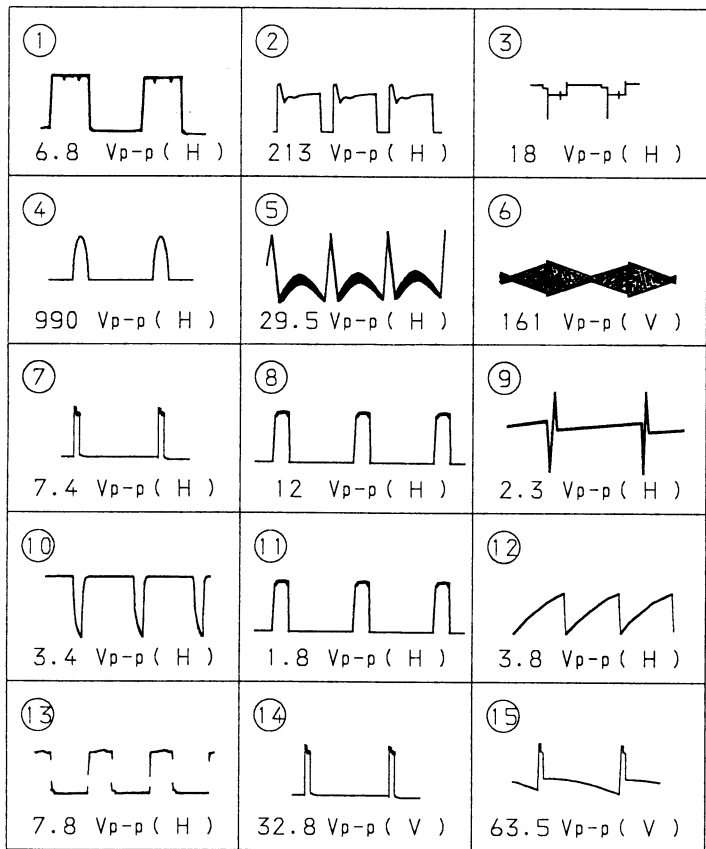 ① ② ③
6.8 Vp-p ( H ) 213 Vp-p ( H ) 18 Vp-p ( H )
④ ⑤ ⑥
990 Vp-p ( H ) 29.5 Vp-p ( H ) 161 Vp-p ( V )
⑦ ⑧ ⑨
7.4 Vp-p ( H ) 12 Vp-p ( H ) 2.3 Vp-p ( H )
⑩ ⑪ ⑫
3.4 Vp-p ( H ) 1.8 Vp-p ( H ) 3.8 Vp-p ( H )
⑬ ⑭ ⑮
7.8 Vp-p ( H ) 32.8 Vp-p ( V ) 63.5 Vp-p ( V )